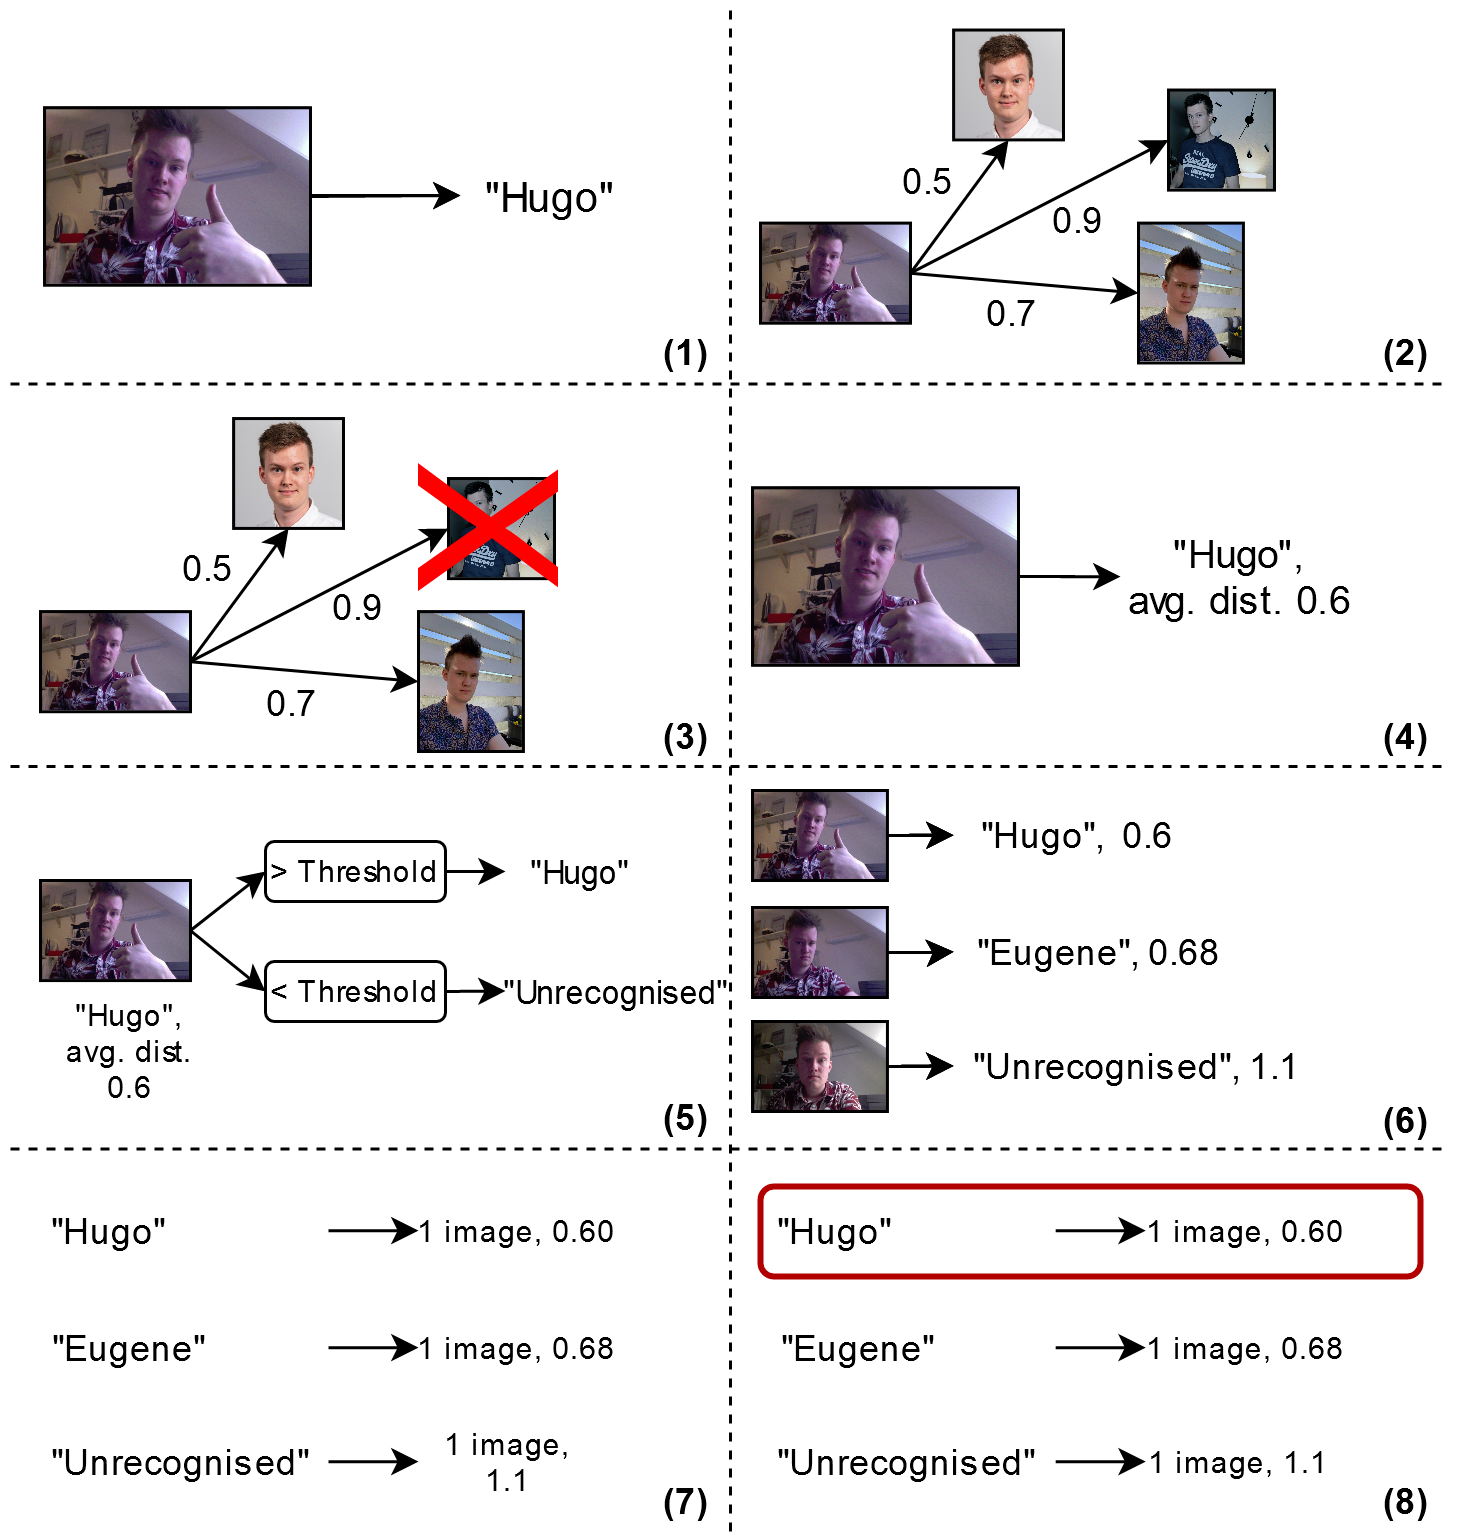 "Hugo"
(1)
0.5
0.9
0.7
(2)
0.5
0.9
0.7
(3)
"Hugo",
avg. dist. 0.6
(4)
> Threshold
"Hugo"
< Threshold
"Unrecognised"
"Hugo",
avg. dist.
0.6
(5)
"Hugo", 0.6
"Eugene", 0.68
"Unrecognised", 1.1
(6)
"Hugo"
1 image, 0.60
"Eugene"
1 image, 0.68
"Unrecognised"
1 image,
1.1
(7)
"Hugo"
1 image, 0.60
"Eugene"
1 image, 0.68
"Unrecognised"
1 image, 1.1
(8)